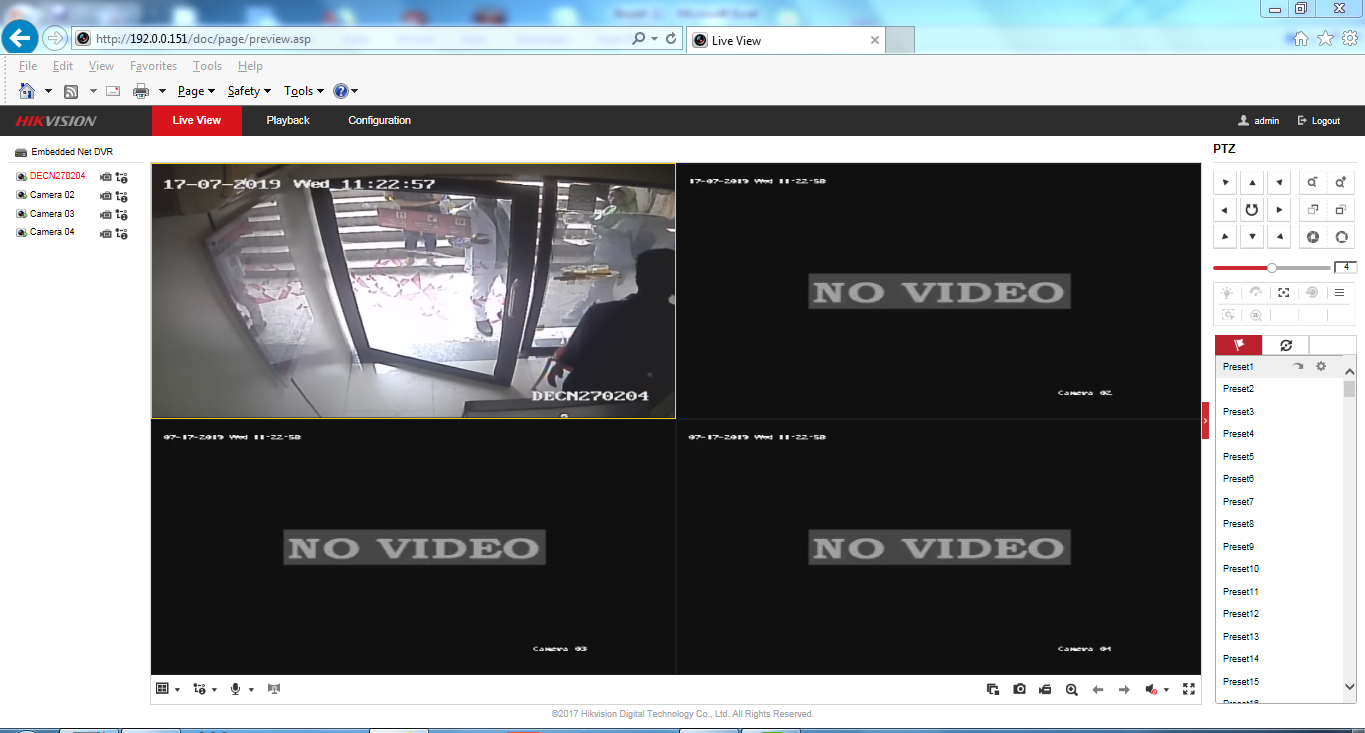 http://192.0.0.151/doc/page/preview.asp
Live View
File Edit View Favorites Tools Help
Page Safety Tools
HIKVISION Live View Playback Configuration admin Logout
Embedded Net DVR
DECN270204
Camera 02
Camera 03
Camera 04
17-07-2019 Wed 11:22:57
DECN270204
17-07-2019 Wed 11-22-58
NO VIDEO
Camera 02
07-17-2019 Wed 11-22-58
NO VIDEO
Camera 03
07-17-2019 Wed 11-22-58
NO VIDEO
Camera 04
PTZ
4
Preset1
Preset2
Preset3
Preset4
Preset5
Preset6
Preset7
Preset8
Preset9
Preset10
Preset11
Preset12
Preset13
Preset14
Preset15
©2017 Hikvision Digital Technology Co., Ltd. All Rights Reserved.